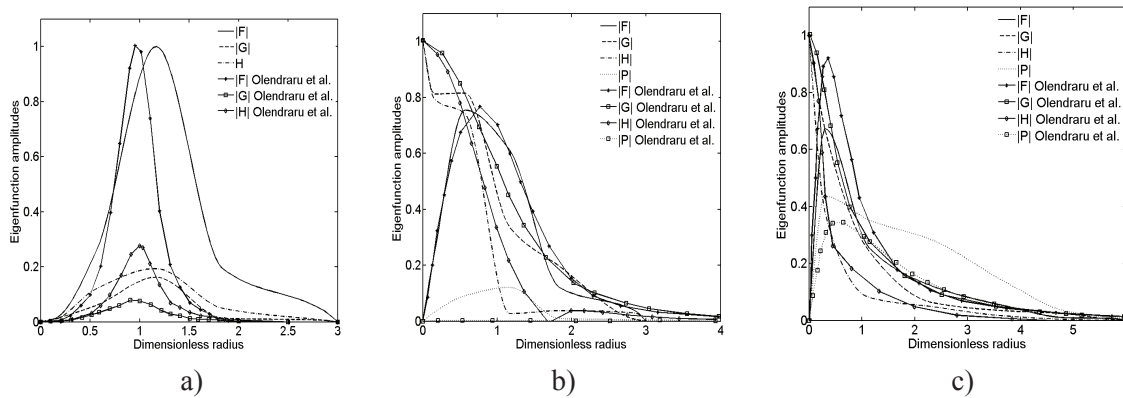 |F|
|G|
H
|F| Olendraru et al.
|G| Olendraru et al.
|H| Olendraru et al.
Eigenfunction amplitudes
1
0.8
0.6
0.4
0.2
0
0 0.5 1 1.5 2 2.5 3
Dimensionless radius
a)
|F|
|G|
|H|
|P|
|F| Olendraru et al.
|G| Olendraru et al.
|H| Olendraru et al.
|P| Olendraru et al.
Eigenfunction amplitudes
1
0.8
0.6
0.4
0.2
0
0 1 2 3 4
Dimensionless radius
b)
|F|
|G|
|H|
|P|
|F| Olendraru et al.
|G| Olendraru et al.
|H| Olendraru et al.
|P| Olendraru et al.
Eigenfunction amplitudes
1
0.8
0.6
0.4
0.2
0
0 1 2 3 4 5
Dimensionless radius
c)